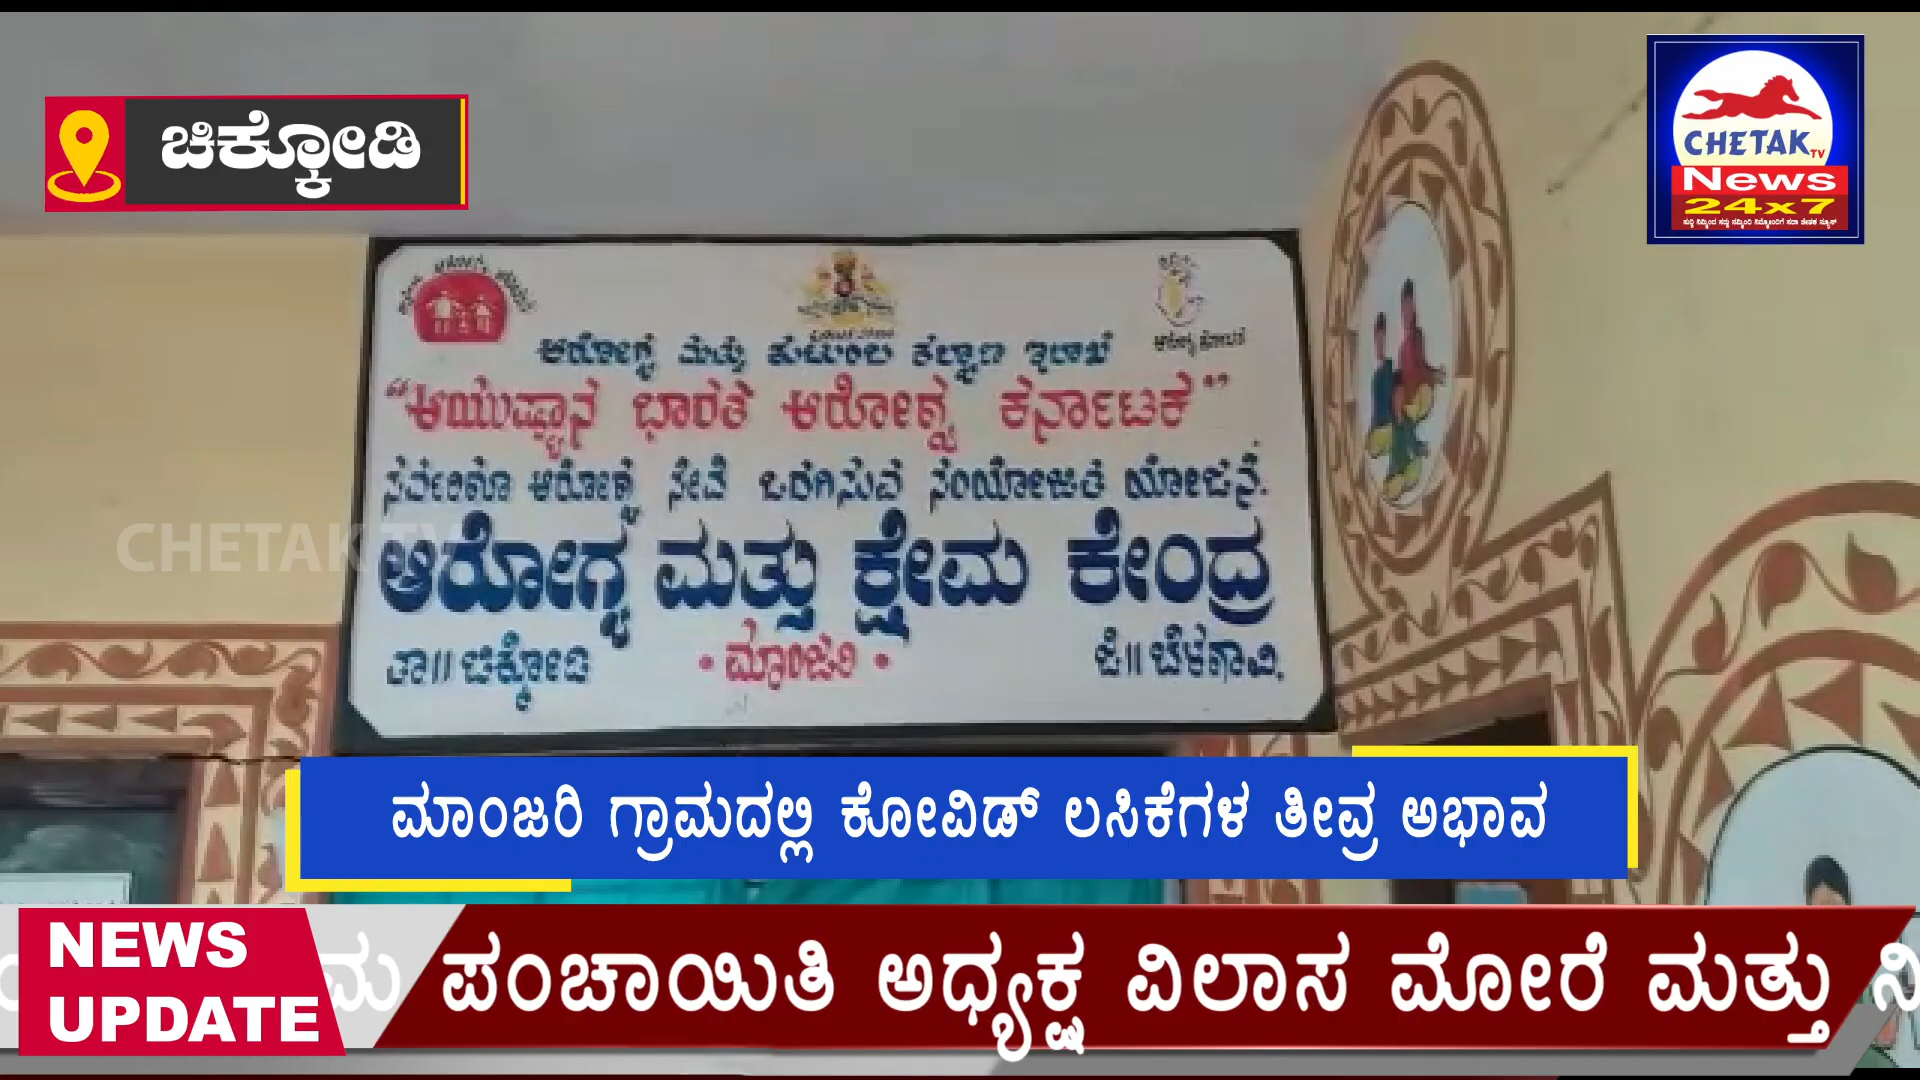 ಚಿಕ್ಕೋಡಿ
CHETAK TV
News
24x7
ಆರೋಗ್ಯ ಮತ್ತು ಕುಟುಂಬ ಕಲ್ಯಾಣ ಇಲಾಖೆ
"ಆಯುಷ್ಮಾನ ಭಾರತ ಆರೋಗ್ಯ ಕರ್ನಾಟಕ"
ಸರ್ವರಿಗೂ ಆರೋಗ್ಯ ಸೇವೆ ಒದಗಿಸುವ ಸಂಯೋಜಿತ ಯೋಜನೆ.
CHETAK TV
ಆರೋಗ್ಯ ಮತ್ತು ಕ್ಷೇಮ ಕೇಂದ್ರ
ತಾ|| ಚಿಕ್ಕೋಡಿ • ಮಾಂಜರಿ • ಜಿ|| ಬೆಳಗಾವಿ.
ಮಾಂಜರಿ ಗ್ರಾಮದಲ್ಲಿ ಕೋವಿಡ್ ಲಸಿಕೆಗಳ ತೀವ್ರ ಅಭಾವ
NEWS
UPDATE
ಮ ಪಂಚಾಯಿತಿ ಅಧ್ಯಕ್ಷ ವಿಲಾಸ ಮೋರೆ ಮತ್ತು ನಿ